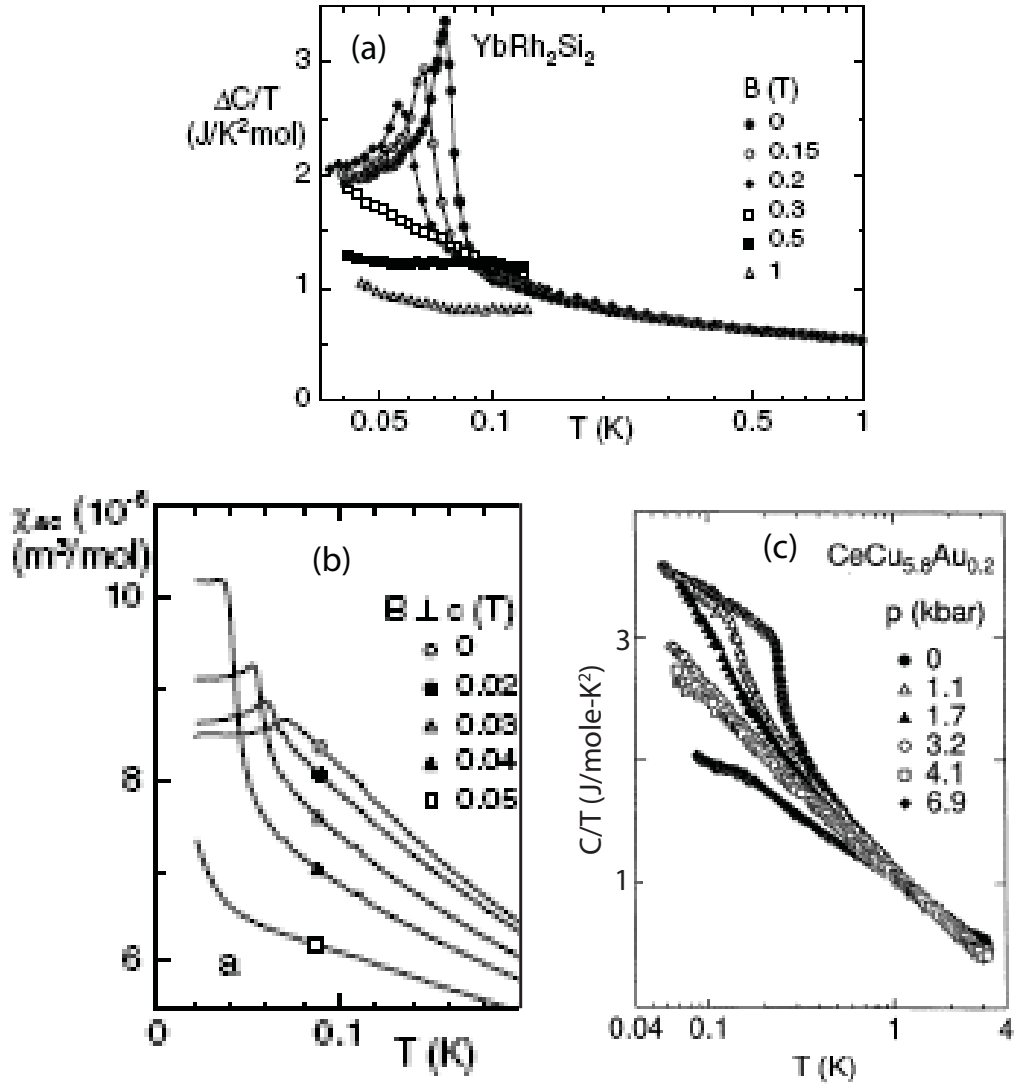 (a) YbRh₂Si₂
3
ΔC/T
(J/K²mol)
B (T)
0
0.15
2
0.2
0.3
0.5
1
1
0
0.05
0.1
0.5
1
T (K)
χac (10⁻⁶
(m³/mol)
(b)
10
B ⊥ c (T)
0
0.02
0.03
8
0.04
0.05
6
a
0
0.1
T (K)
(c) CeCu₅.₈Au₀.₂
p (kbar)
3
0
1.1
1.7
3.2
4.1
6.9
C/T (J/mole-K²)
1
0.04
0.1
1
4
T (K)